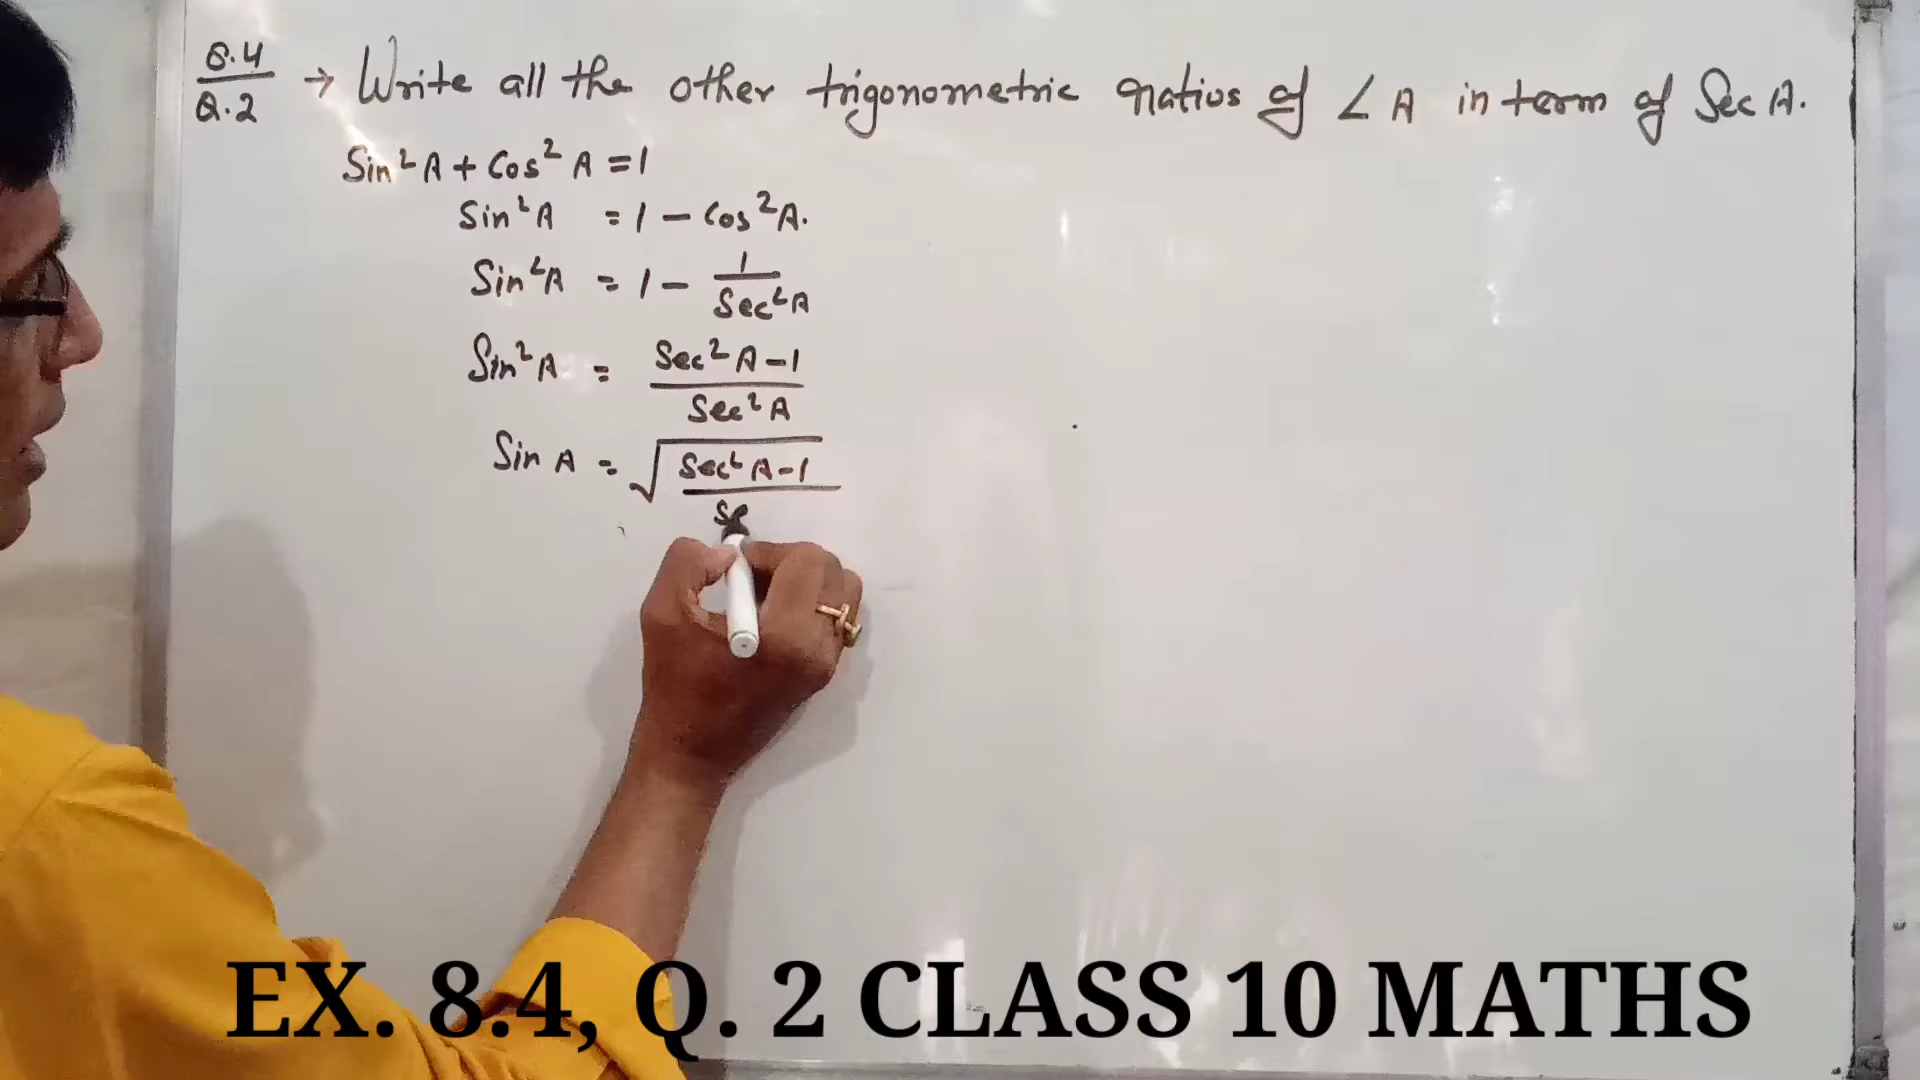 8.4
Q.2 → Write all the other trigonometric ratios of ∠A in term of Sec A.
Sin²A + Cos²A = 1
Sin²A = 1 - Cos²A.
Sin²A = 1 - 1/Sec²A
Sin²A = Sec²A-1/Sec²A
Sin A = √Sec²A-1/Se
EX. 8.4, Q. 2 CLASS 10 MATHS